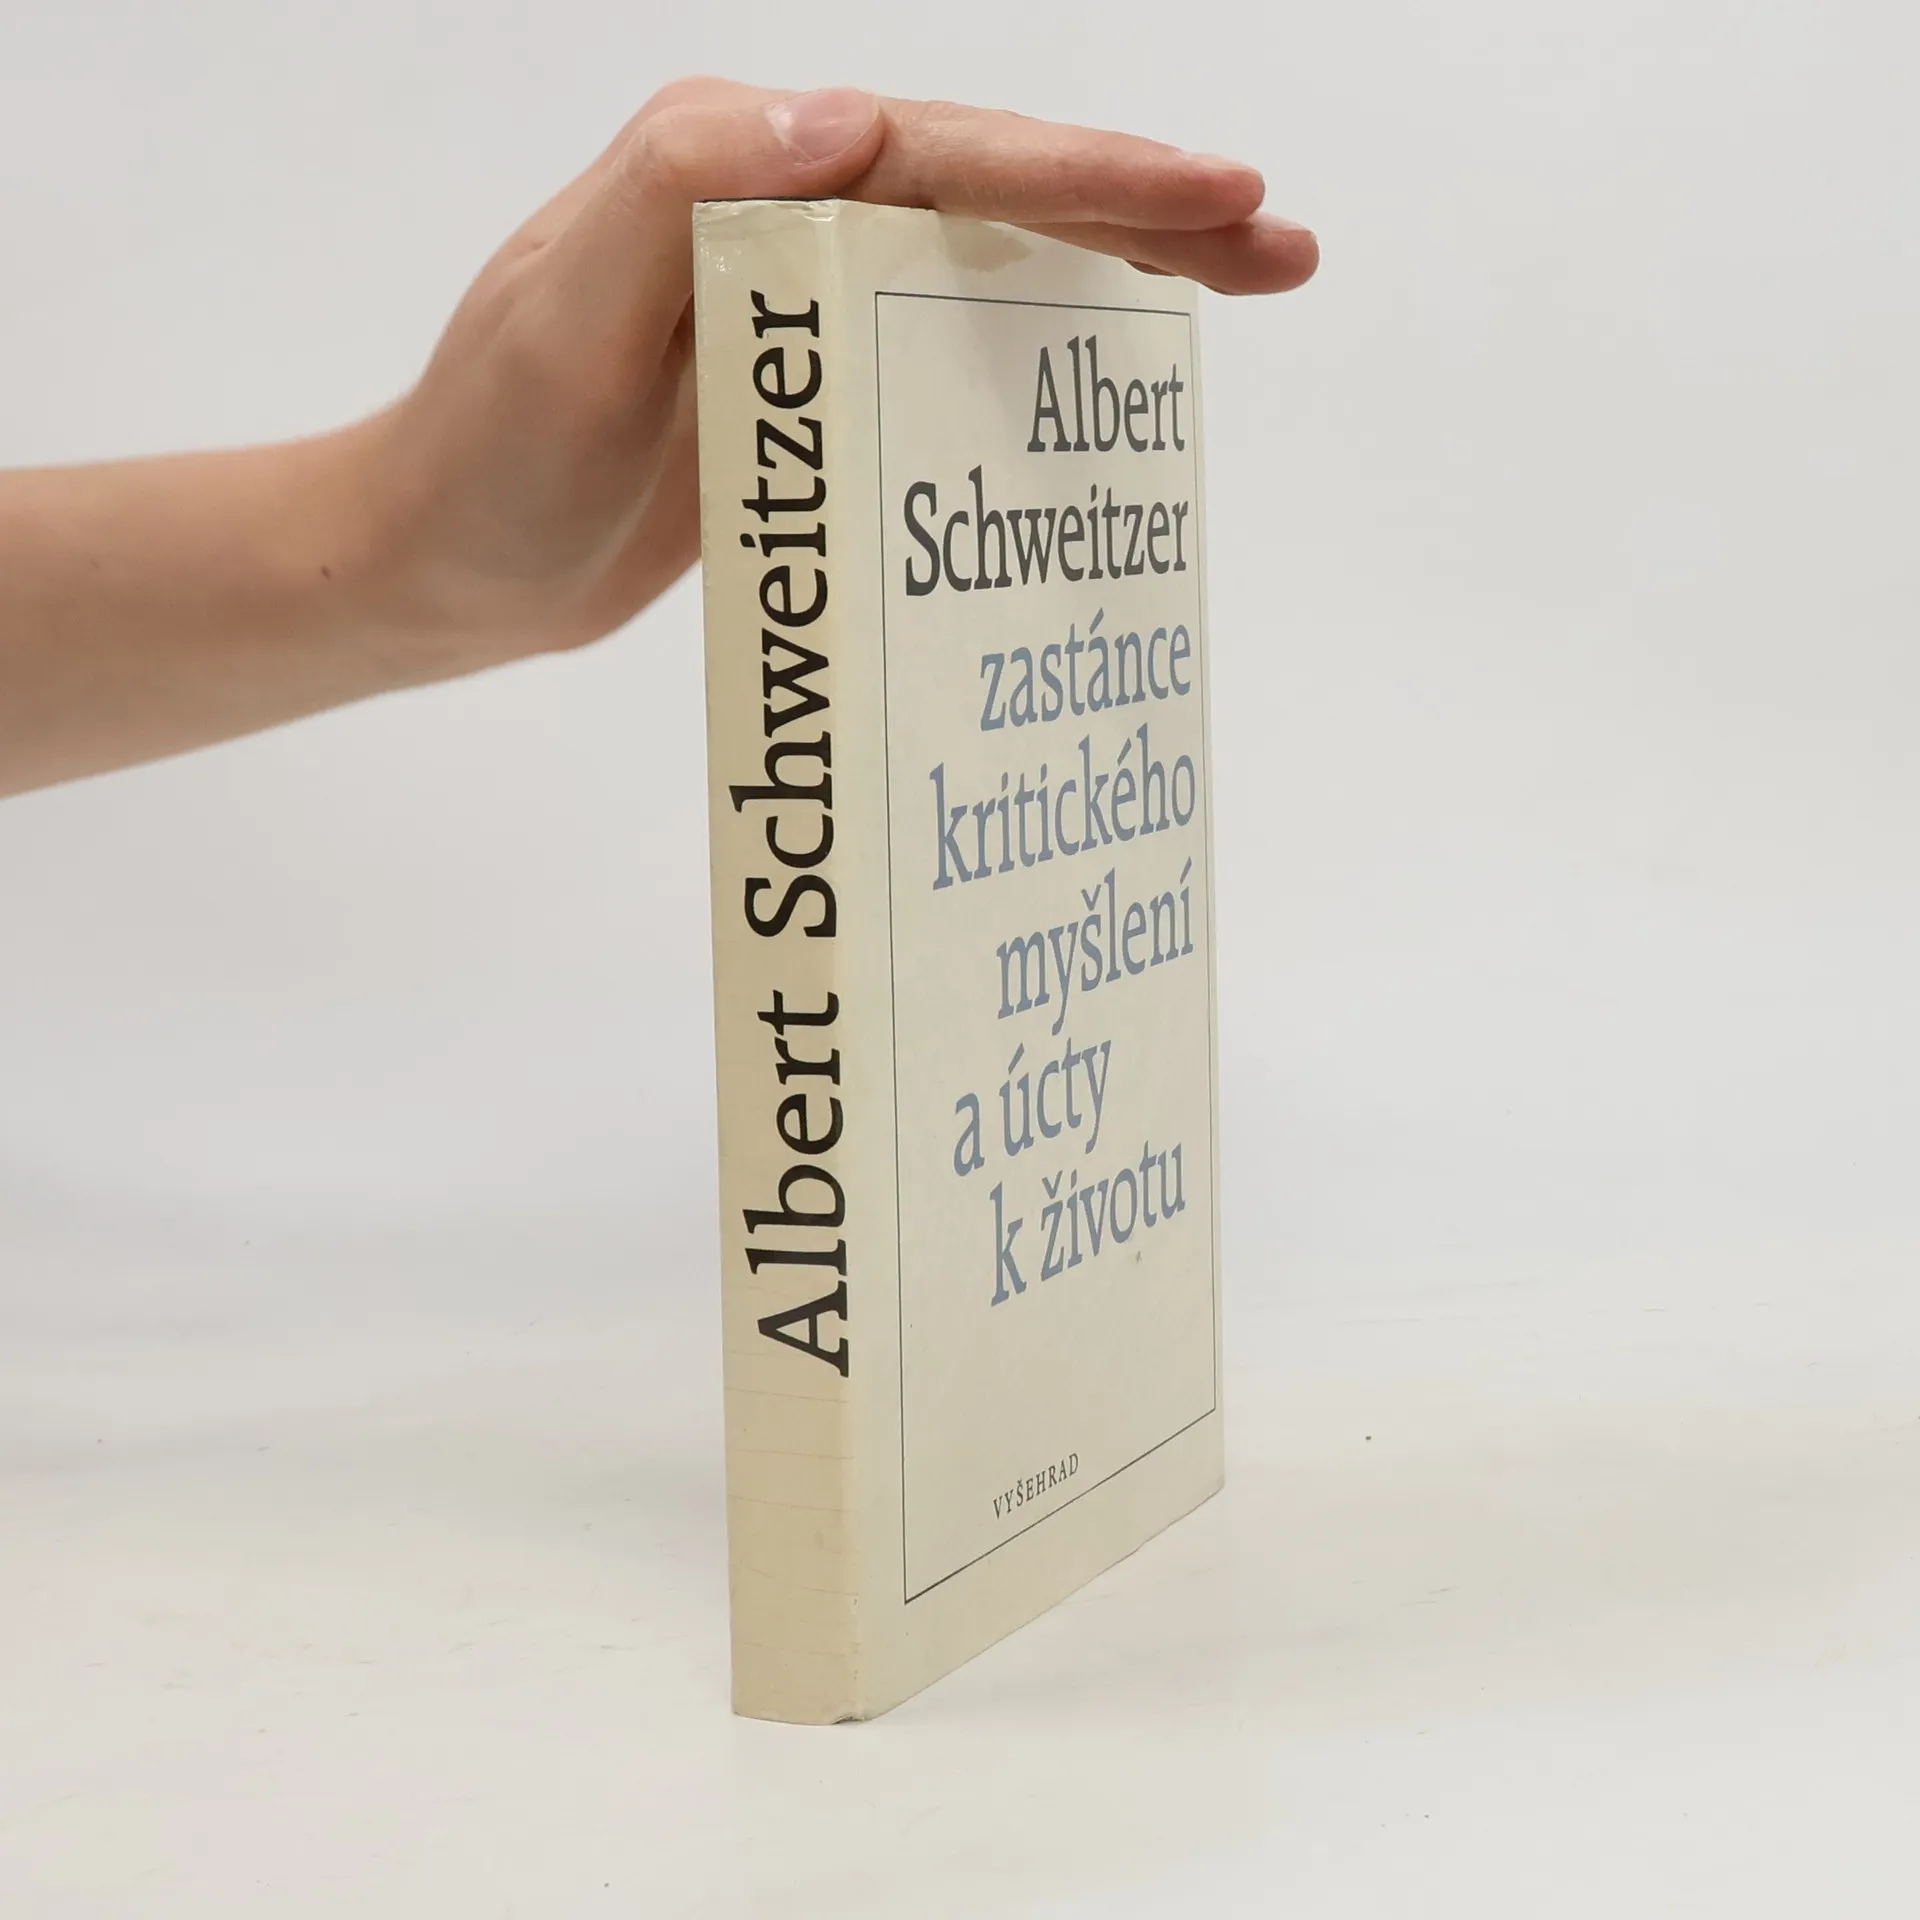 Albert Schweitzer
Albert
Schweitzer
zastánce
kritického
myšlení
a úcty
k životu
VYŠEHRAD